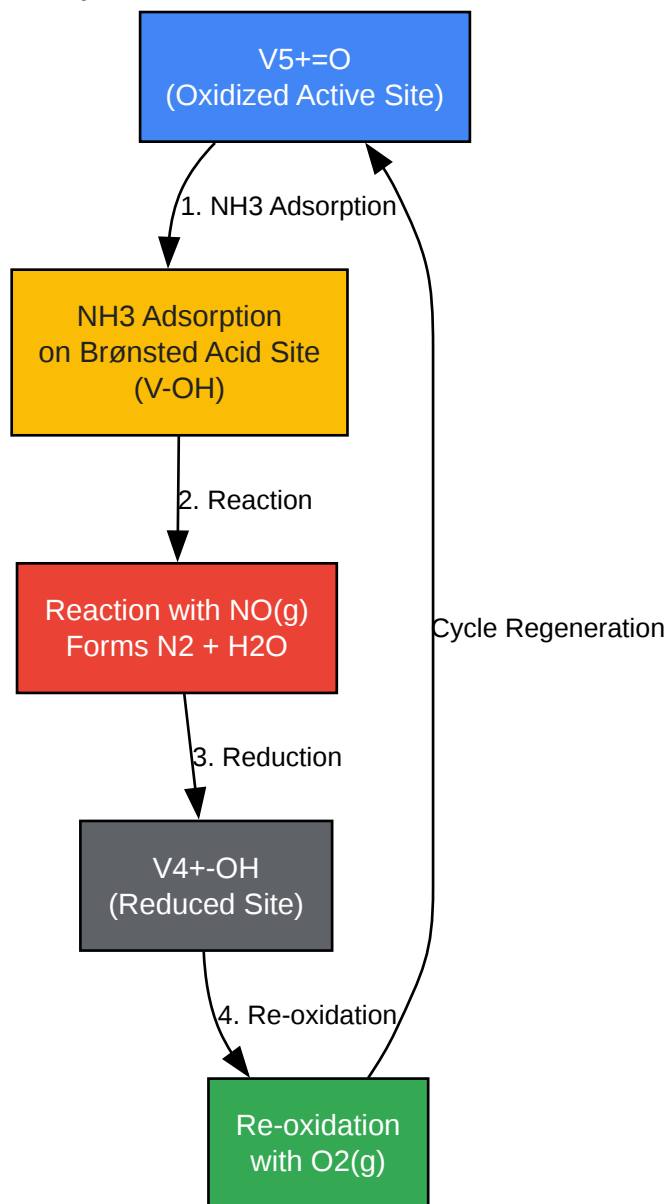 V5+=O
(Oxidized Active Site)
1. NH3 Adsorption
NH3 Adsorption
on Brønsted Acid Site
(V-OH)
2. Reaction
Reaction with NO(g)
Forms N2 + H2O
Cycle Regeneration
3. Reduction
V4+-OH
(Reduced Site)
4. Re-oxidation
Re-oxidation
with O2(g)